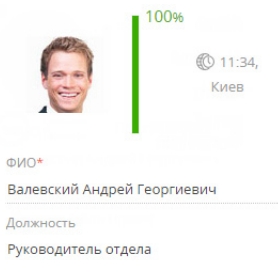 100%
11:34,
Киев
ФИО*
Валевский Андрей Георгиевич
Должность
Руководитель отдела